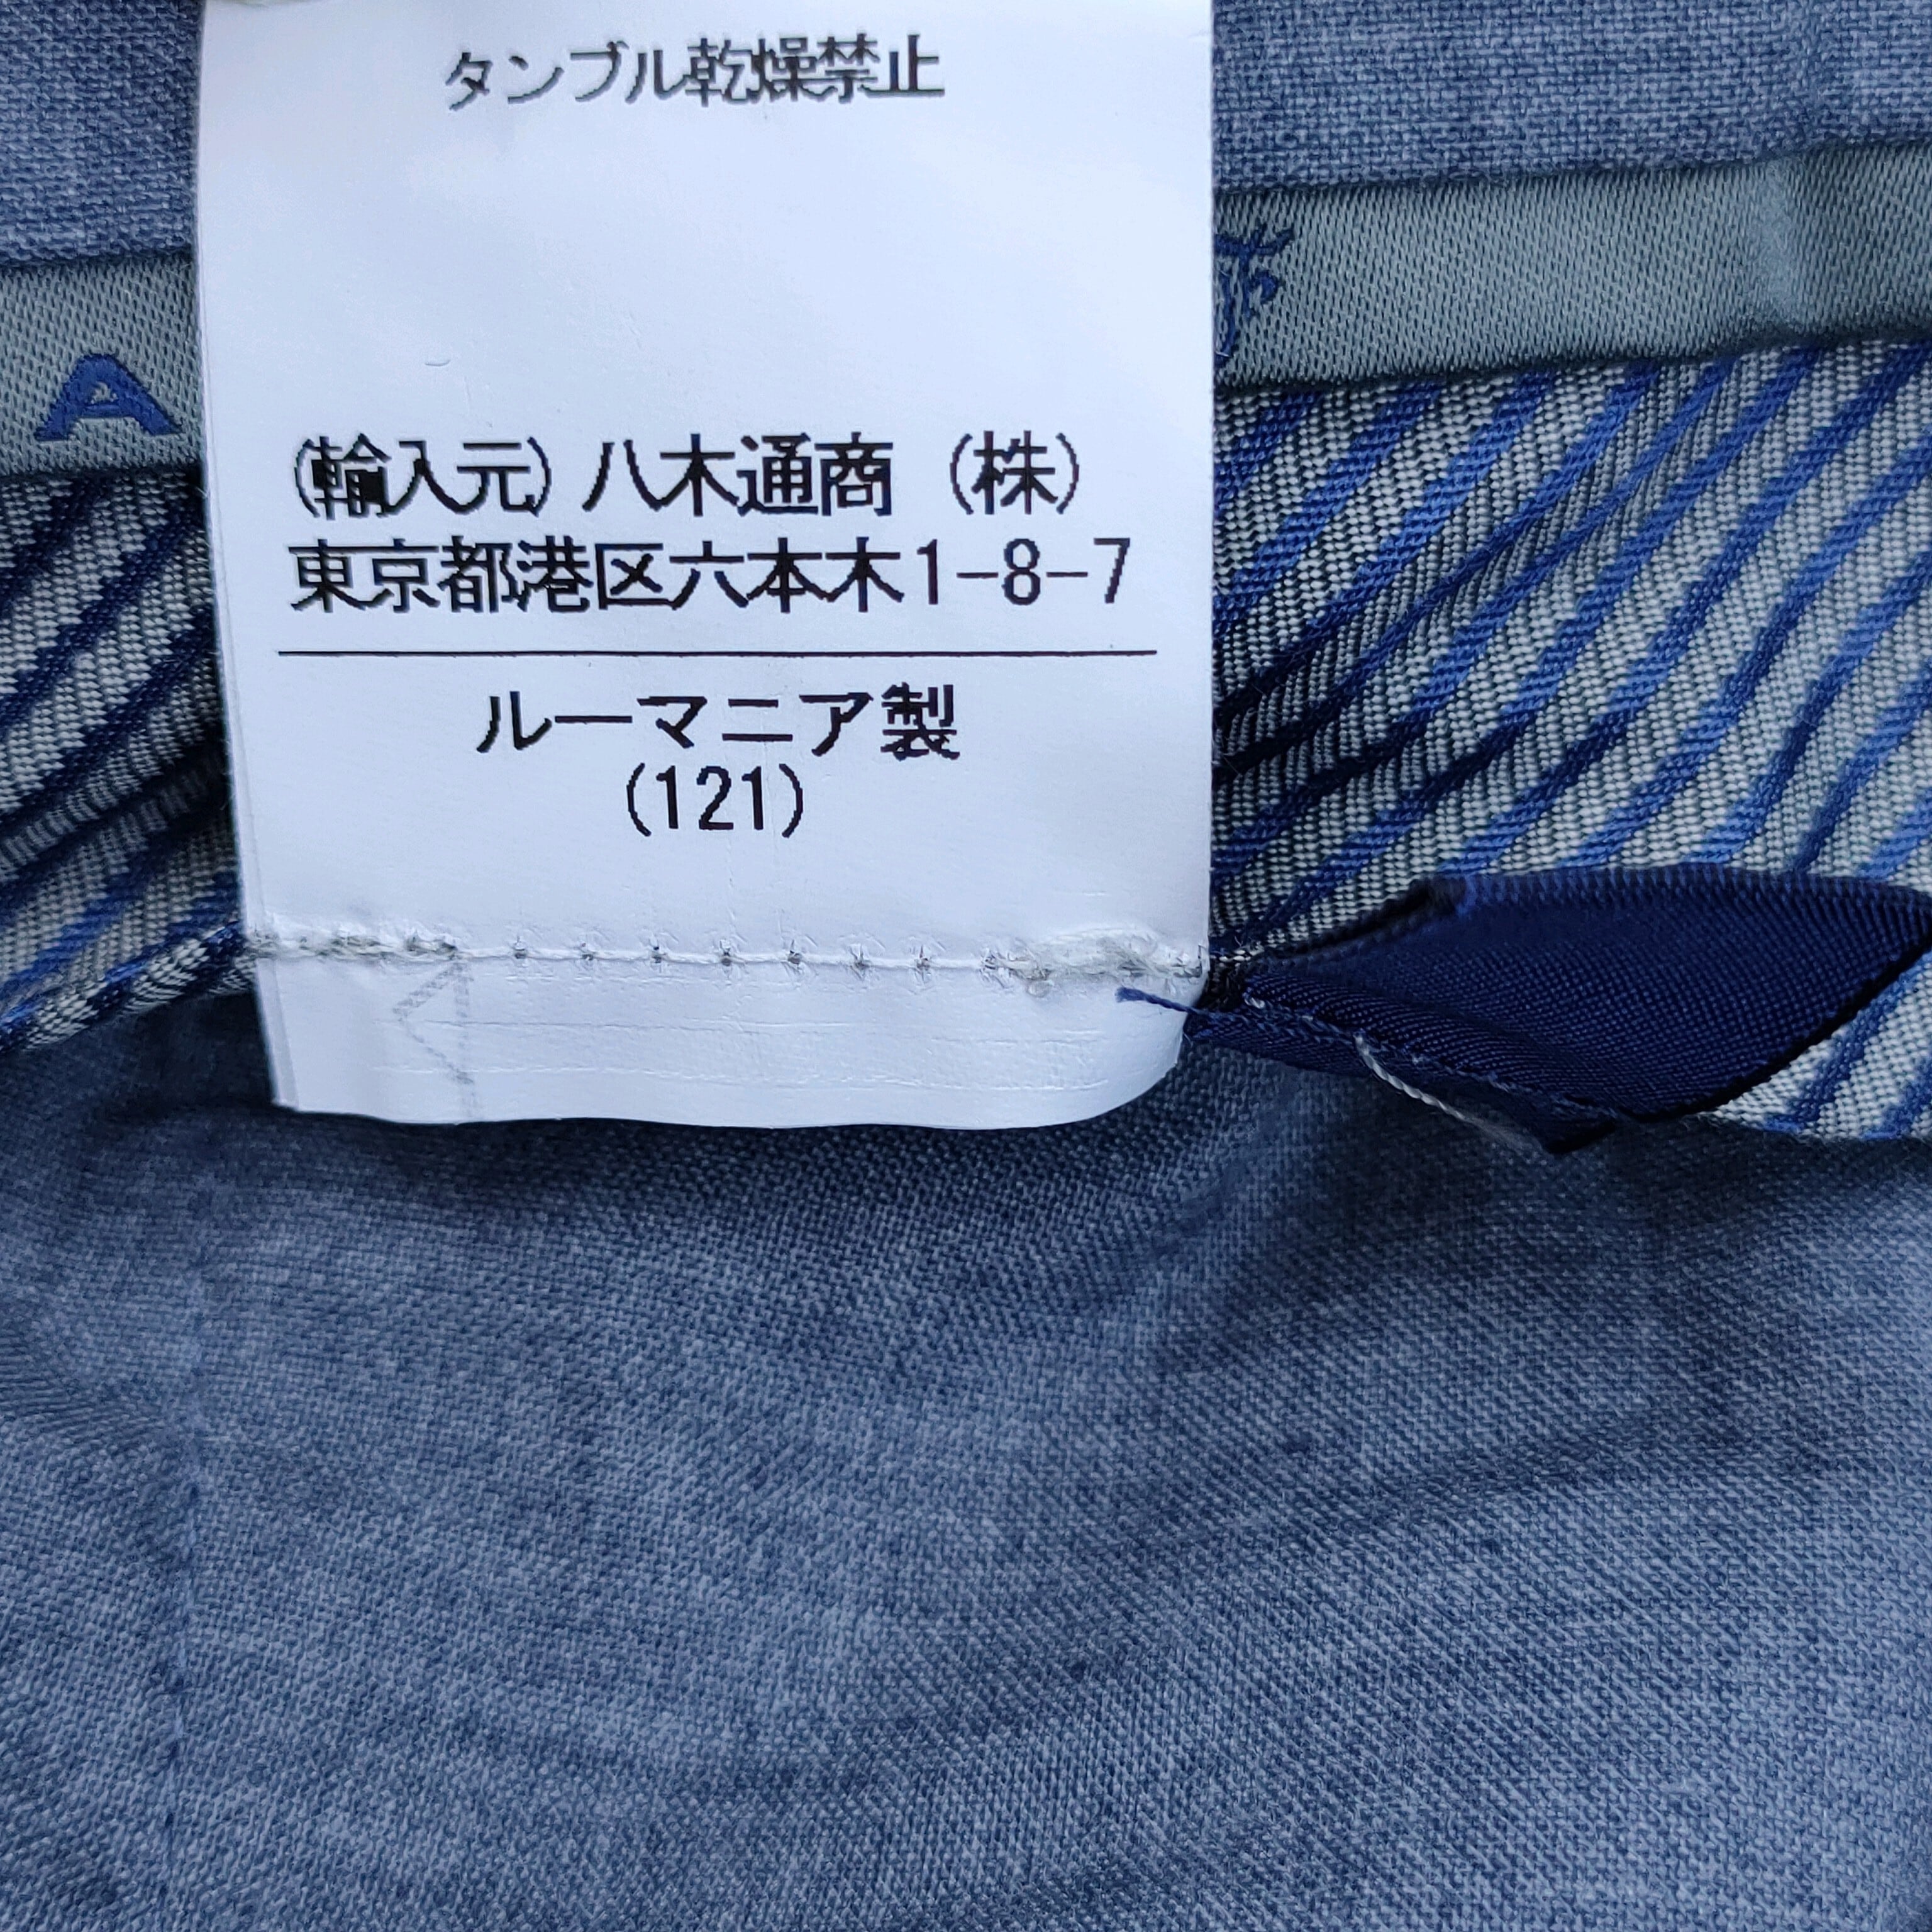 タンブル乾燥禁止
A
(輸入元) 八木通商 (株)
東京都港区六本木1-8-7
ルーマニア製
(121)